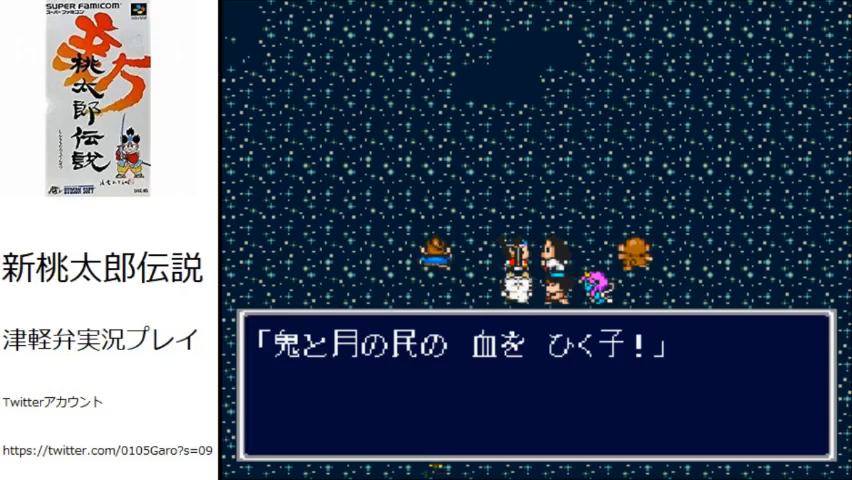 SUPER FAMICOM
スーパーファミコン
新
桃太郎伝説
HUDSON SOFT
新桃太郎伝説
津軽弁実況プレイ
Twitterアカウント
https://twitter.com/0105Garo?s=09
「鬼と月の民の 血を ひく子！」